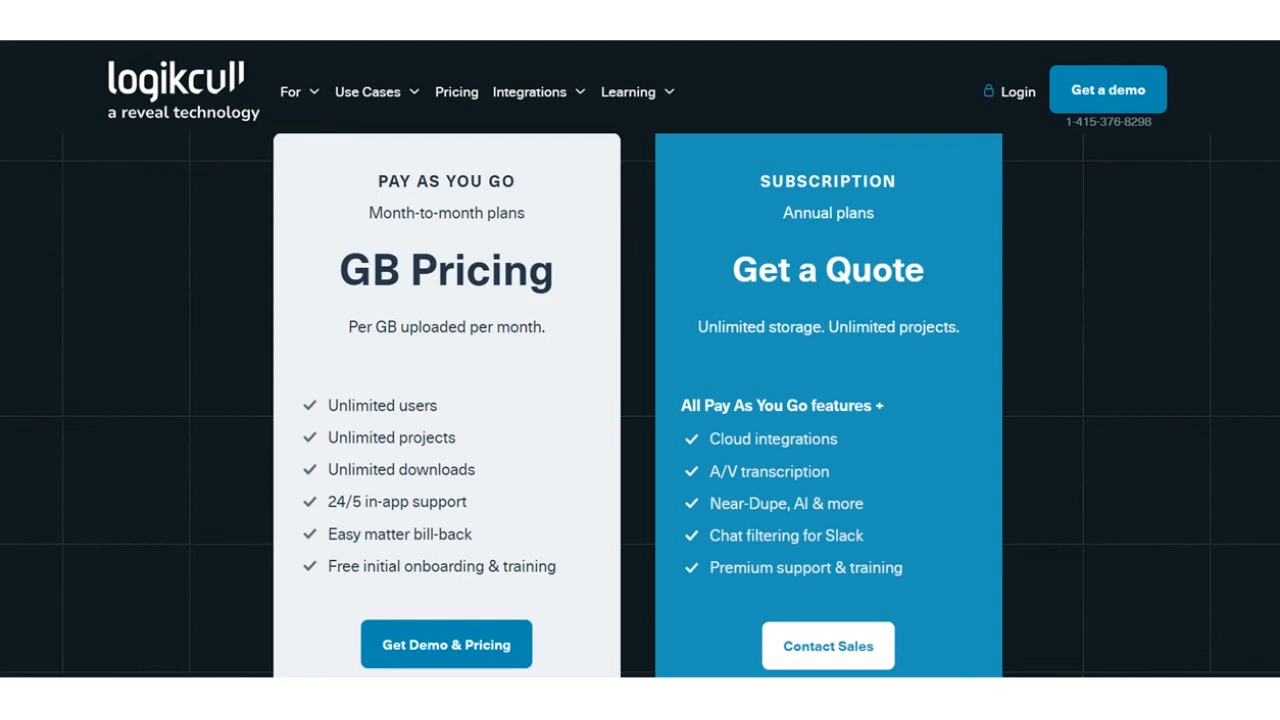 logikcull
a reveal technology
For
Use Cases
Pricing
Integrations
Learning
Login
Get a demo
1-415-376-8298
PAY AS YOU GO
Month-to-month plans
GB Pricing
Per GB uploaded per month.
Unlimited users
Unlimited projects
Unlimited downloads
24/5 in-app support
Easy matter bill-back
Free initial onboarding & training
Get Demo & Pricing
SUBSCRIPTION
Annual plans
Get a Quote
Unlimited storage. Unlimited projects.
All Pay As You Go features +
Cloud integrations
A/V transcription
Near-Dupe, AI & more
Chat filtering for Slack
Premium support & training
Contact Sales